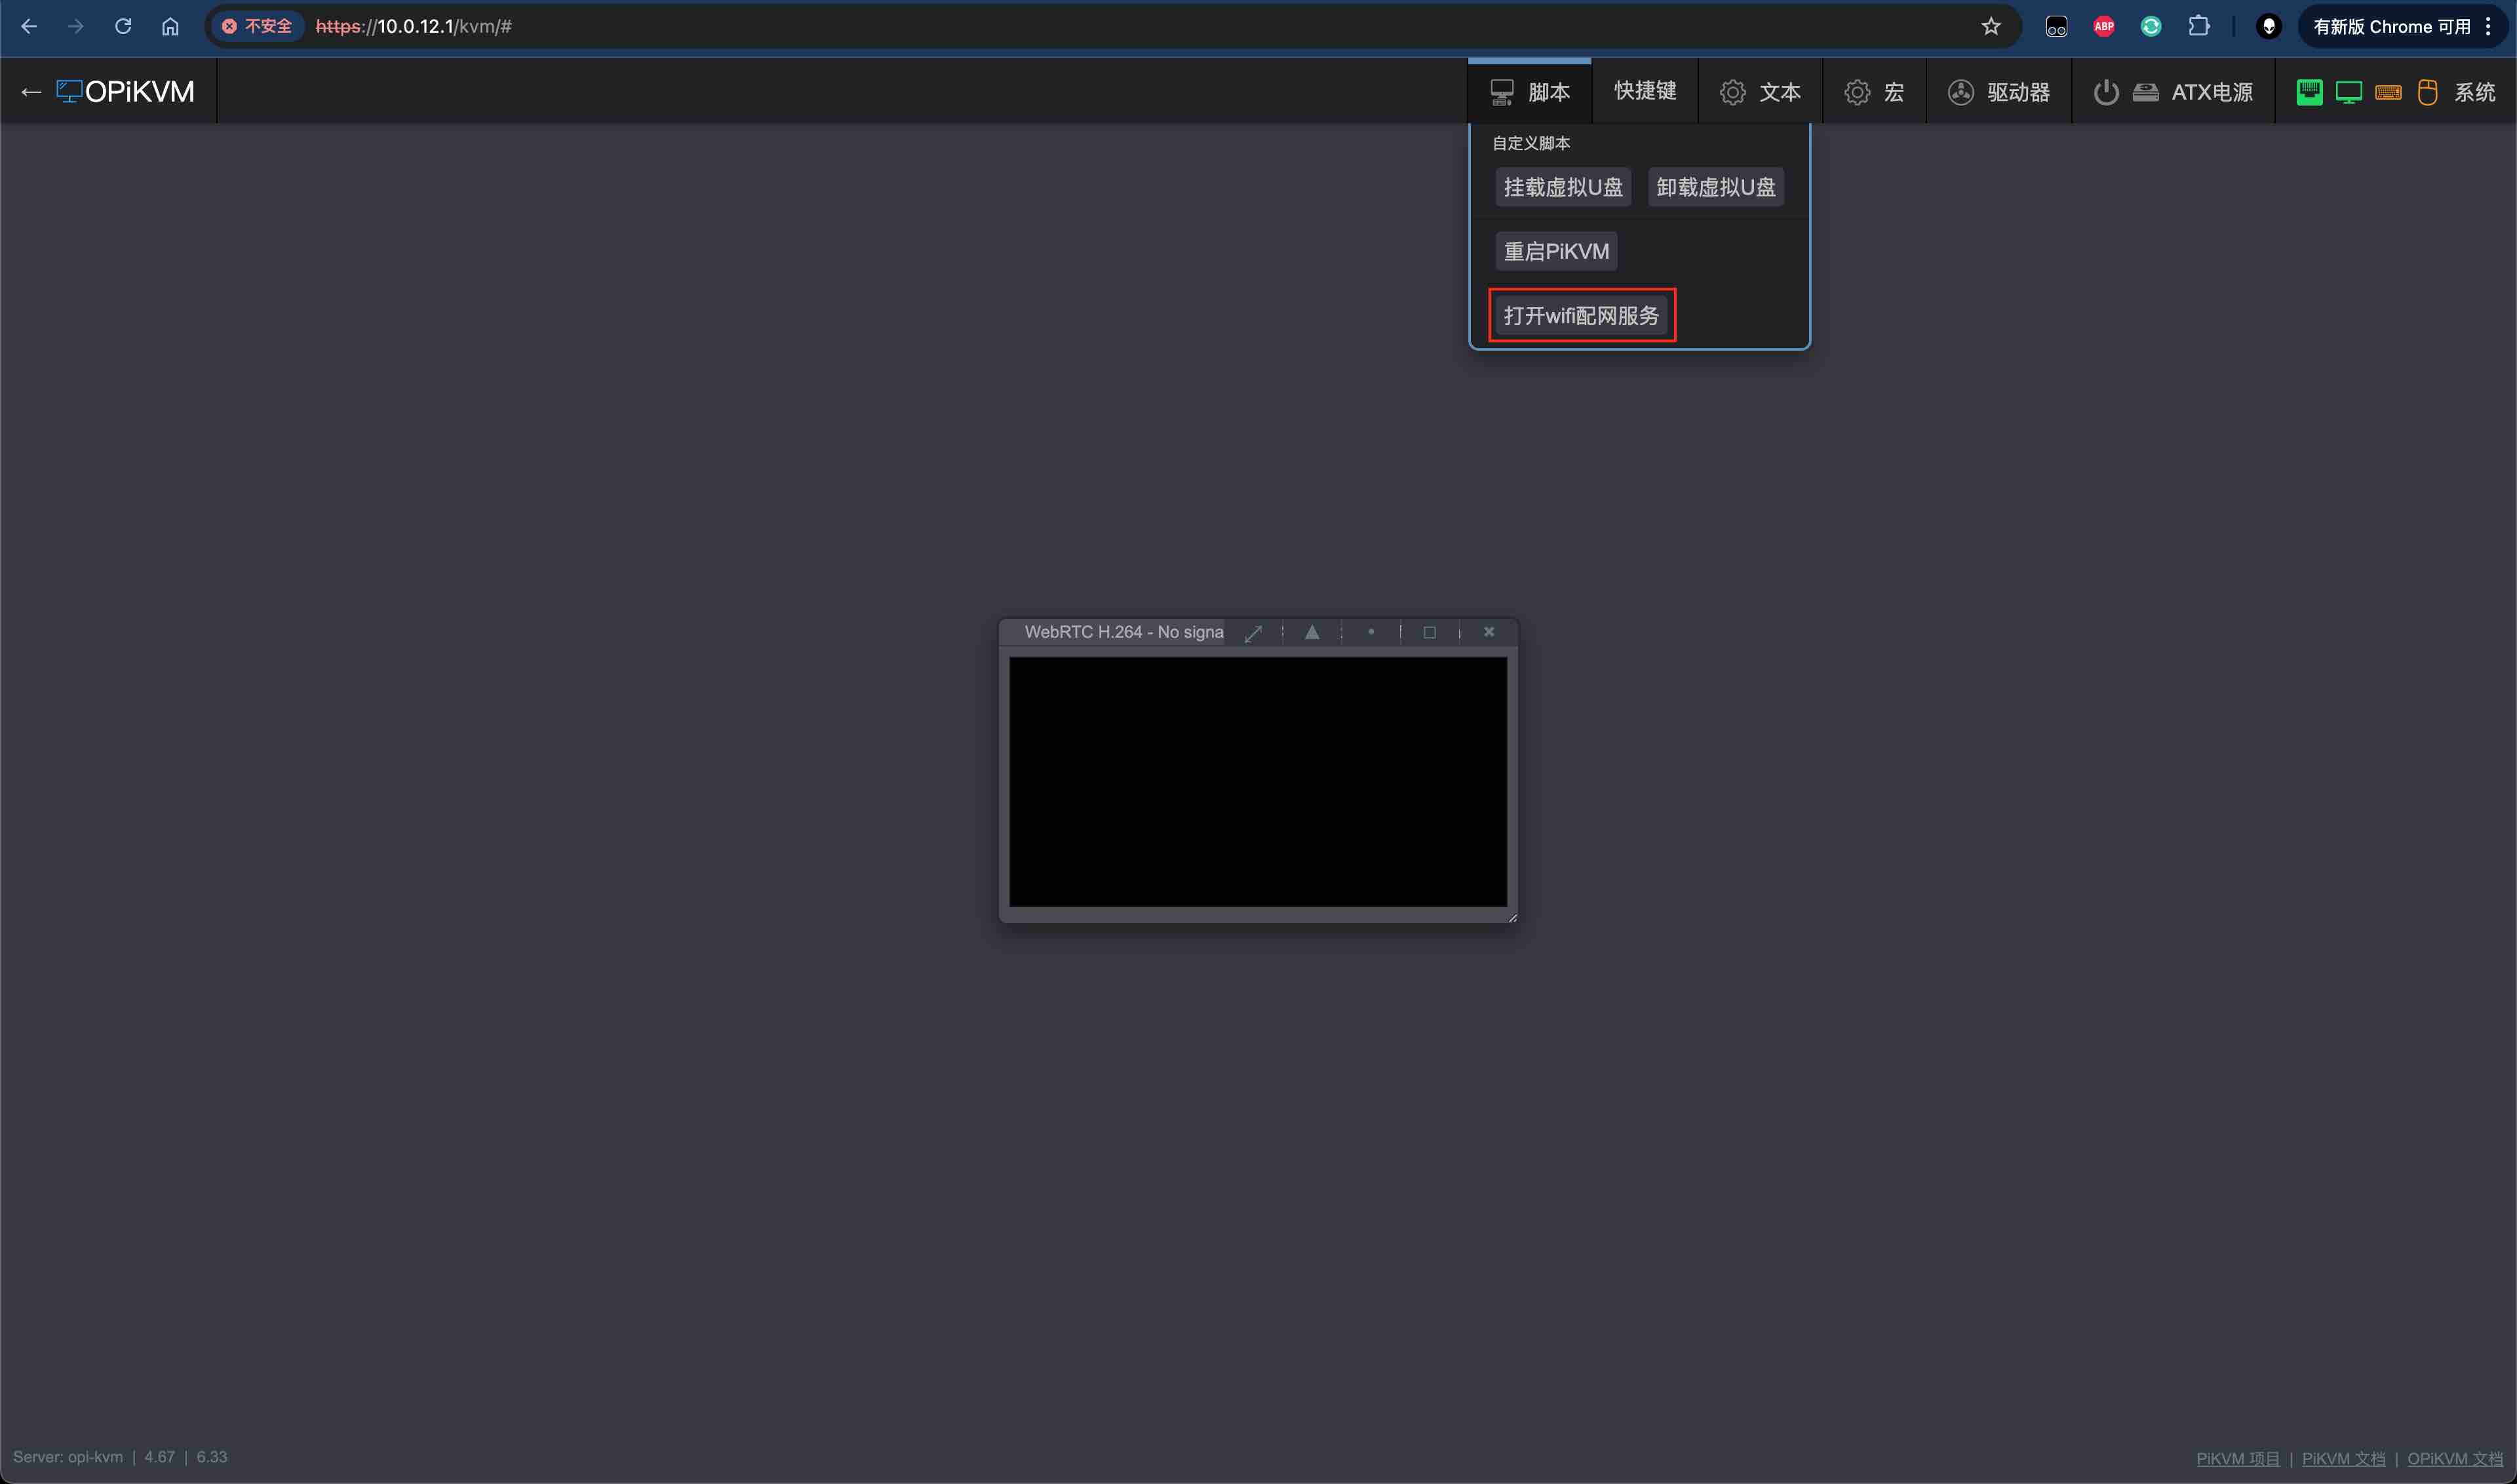 不安全 https://10.0.12.1/kvm/# ABP 有新版 Chrome 可用
← OPiKVM 脚本 快捷键 文本 宏 驱动器 ATX电源 系统
自定义脚本
挂载虚拟U盘 卸载虚拟U盘
重启PiKVM
打开wifi配网服务
WebRTC H.264 - No signa
Server: opi-kvm | 4.67 | 6.33
PiKVM 项目 | PiKVM 文档 | OPiKVM 文档